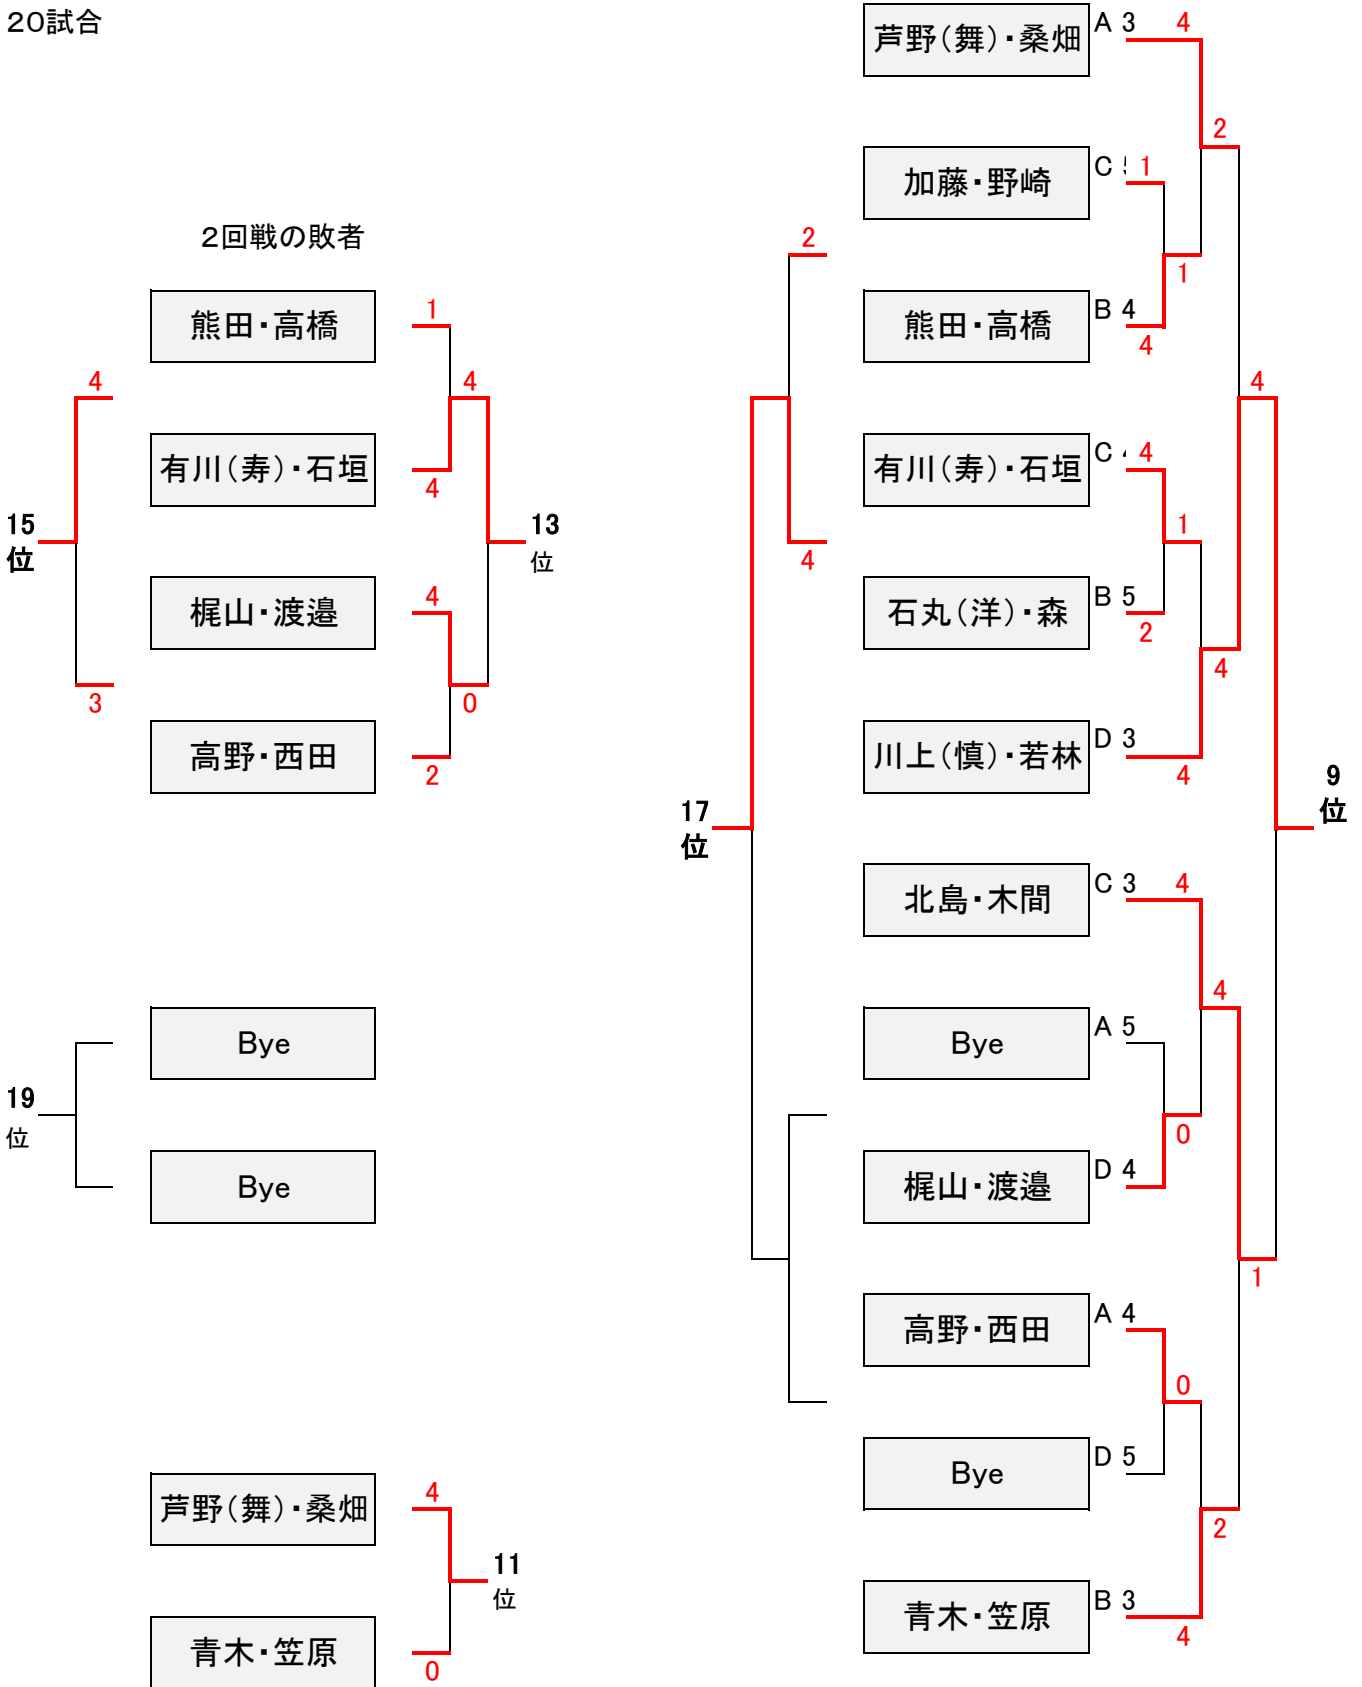 20試合
芦野(舞)・桑畑 A 3 4
2
加藤・野崎 C 1
2回戦の敗者
2
1
熊田・高橋 1
熊田・高橋 B 4
4
4 4
4
有川(寿)・石垣
4
有川(寿)・石垣 C 4
15
位
13
位
1
4
梶山・渡邉 4
石丸(洋)・森 B 5
2
4
3
0
高野・西田
2
川上(慎)・若林 D 3
4
9
位
17
位
北島・木間 C 3 4
4
Bye
Bye A 5
19
位
0
Bye
梶山・渡邉 D 4
1
高野・西田 A 4
0
Bye D 5
芦野(舞)・桑畑 4
2
11
位
青木・笠原 B 3
4
青木・笠原
0